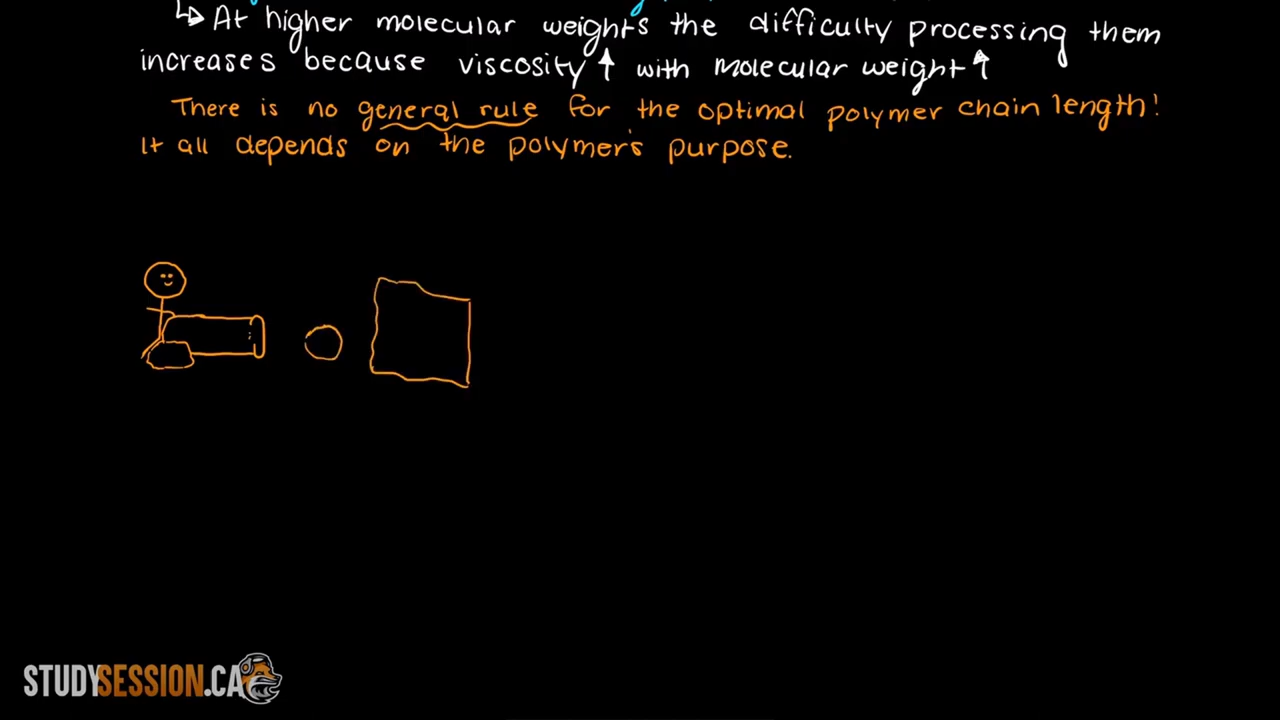 ↳ At higher molecular weights the difficulty processing them
increases because viscosity ↑ with molecular weight ↑
There is no general rule for the optimal polymer chain length!
It all depends on the polymer's purpose.
STUDYSESSION.CA